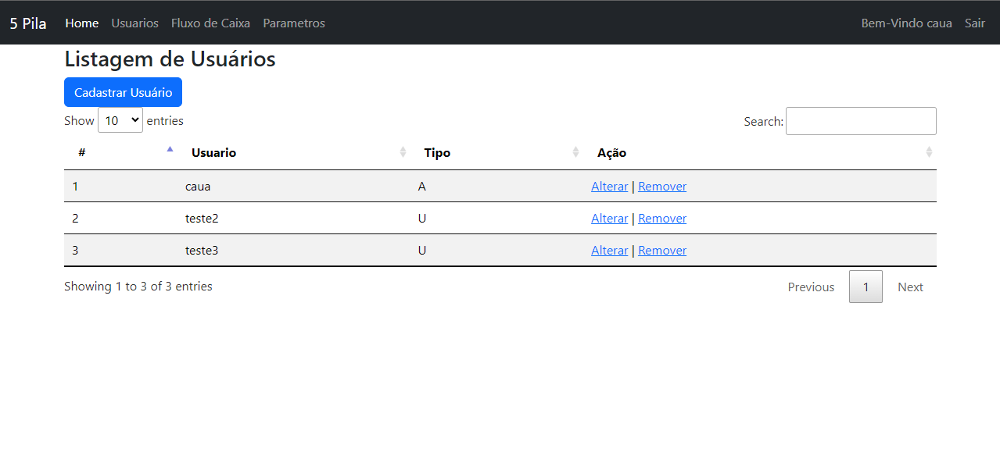 5 Pila Home Usuarios Fluxo de Caixa Parametros Bem-Vindo caua Sair
Listagem de Usuários
Cadastrar Usuário
Show 10 entries Search:
# Usuario Tipo Ação
1 caua A Alterar | Remover
2 teste2 U Alterar | Remover
3 teste3 U Alterar | Remover
Showing 1 to 3 of 3 entries Previous 1 Next